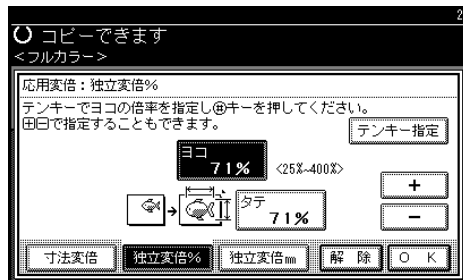 2
コピーできます
<フルカラー>
応用変倍：独立変倍%
テンキーでヨコの倍率を指定し⊕キーを押してください。
⊞⊟で指定することもできます。
テンキー指定
ヨコ
71%
<25%~400%>
タテ
71%
+
−
寸法変倍 独立変倍% 独立変倍㎜ 解 除 O K